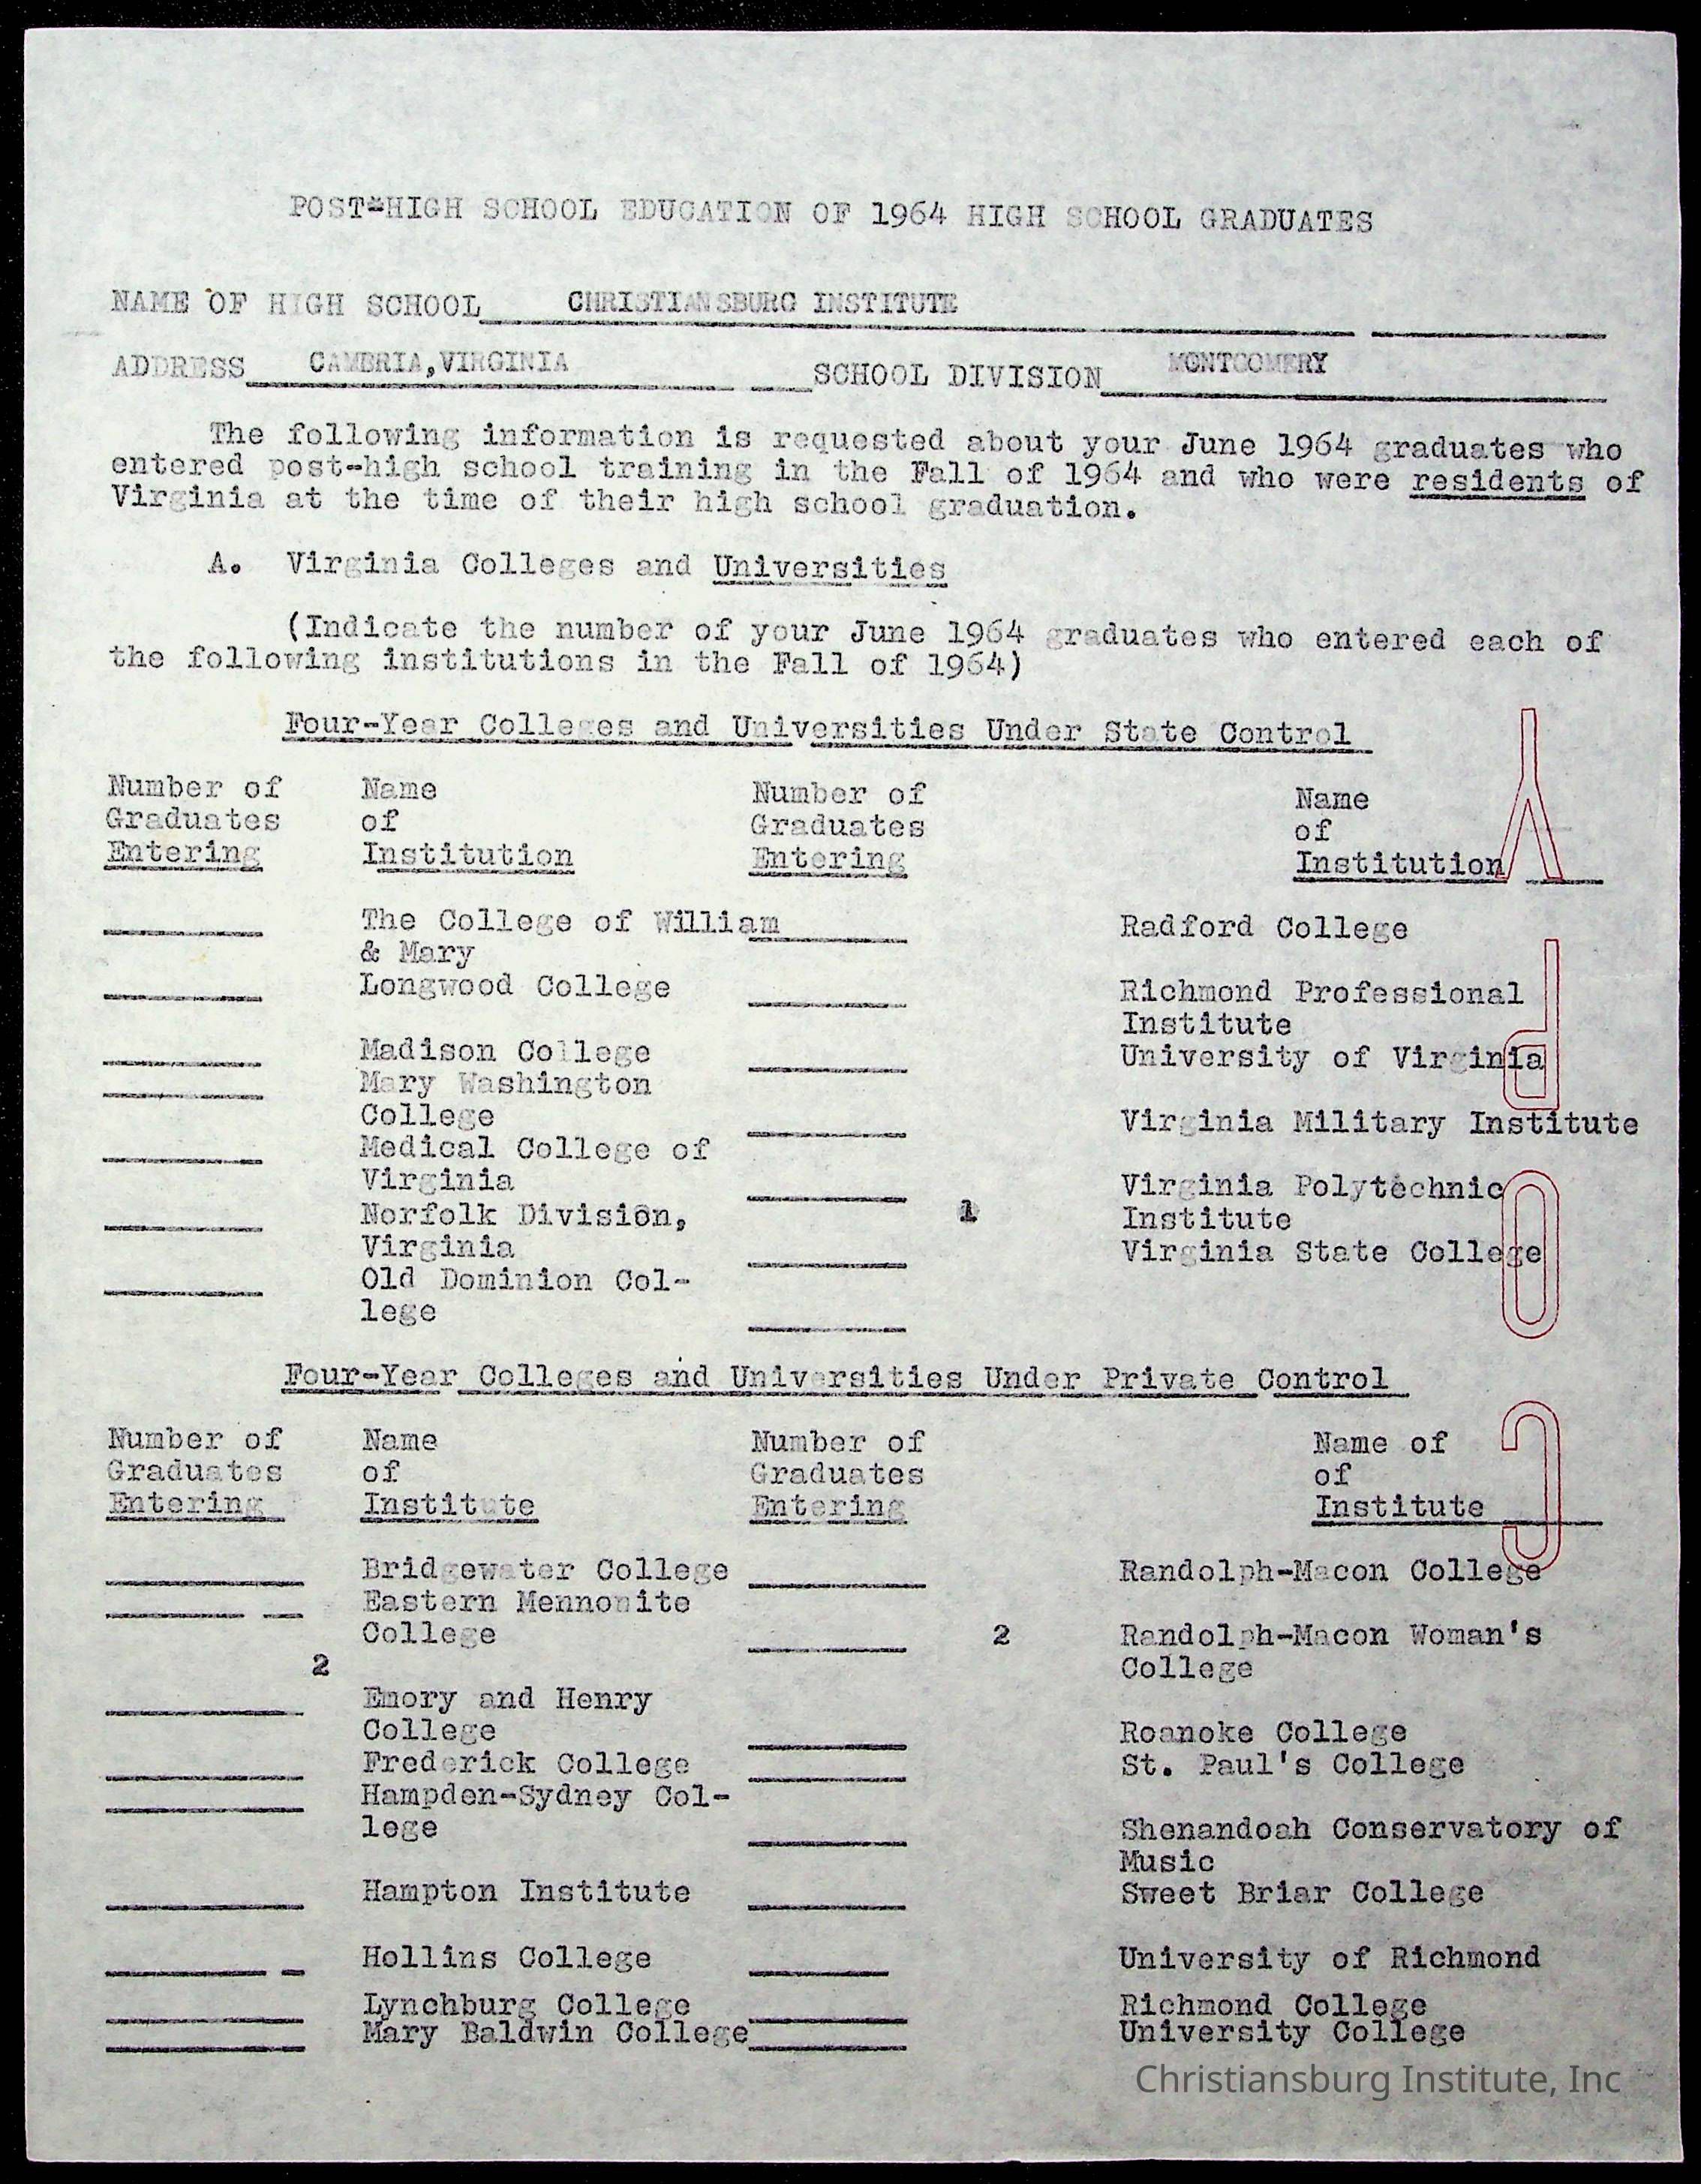 POST-HIGH SCHOOL EDUCATION OF 1964 HIGH SCHOOL GRADUATES
NAME OF HIGH SCHOOL CHRISTIANSBURG INSTITUTE
ADDRESS CAMBRIA, VIRGINIA SCHOOL DIVISION MONTGOMERY
The following information is requested about your June 1964 graduates who
entered post-high school training in the Fall of 1964 and who were residents of
Virginia at the time of their high school graduation.
A. Virginia Colleges and Universities
(Indicate the number of your June 1964 graduates who entered each of
the following institutions in the Fall of 1964)
Four-Year Colleges and Universities Under State Control
Number of Name Number of Name
Graduates of Graduates of
Entering Institution Entering Institution
The College of William Radford College
& Mary
Longwood College Richmond Professional
Institute
Madison College University of Virginia
Mary Washington
College Virginia Military Institute
Medical College of
Virginia Virginia Polytechnic
Norfolk Division, 1 Institute
Virginia Virginia State College
Old Dominion Col-
lege
Four-Year Colleges and Universities Under Private Control
Number of Name Number of Name of
Graduates of Graduates of
Entering Institute Entering Institute
Bridgewater College Randolph-Macon College
Eastern Mennonite
College 2 Randolph-Macon Woman's
2 College
Emory and Henry
College Roanoke College
Frederick College St. Paul's College
Hampden-Sydney Col-
lege Shenandoah Conservatory of
Music
Hampton Institute Sweet Briar College
Hollins College University of Richmond
Lynchburg College Richmond College
Mary Baldwin College University College
COPY
Christiansburg Institute, Inc